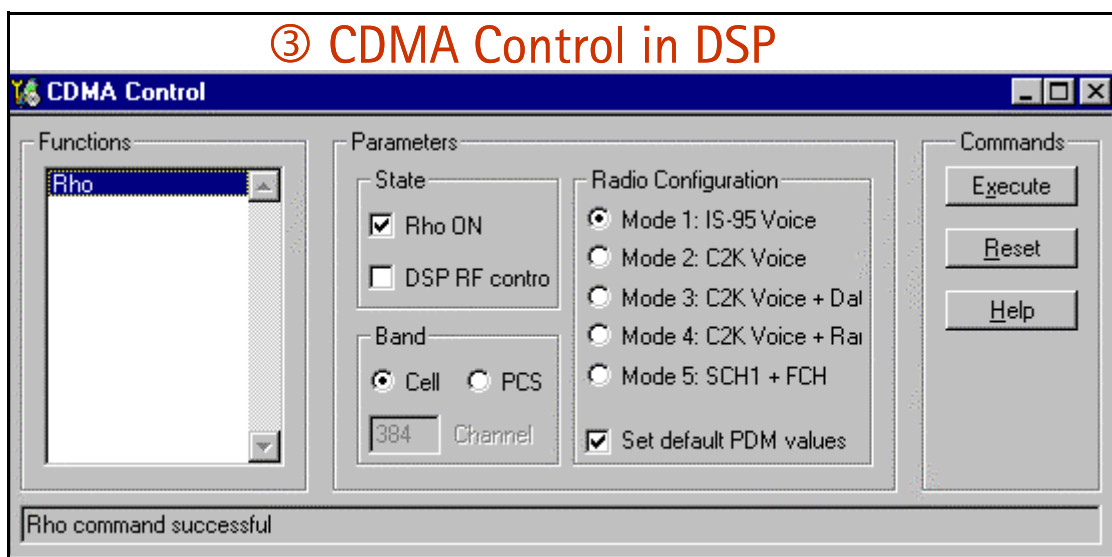 ③ CDMA Control in DSP
CDMA Control
Functions
Rho
Parameters
State
Rho ON
DSP RF contro
Band
Cell PCS
384 Channel
Radio Configuration
Mode 1: IS-95 Voice
Mode 2: C2K Voice
Mode 3: C2K Voice + Dat
Mode 4: C2K Voice + Rar
Mode 5: SCH1 + FCH
Set default PDM values
Commands
Execute
Reset
Help
Rho command successful